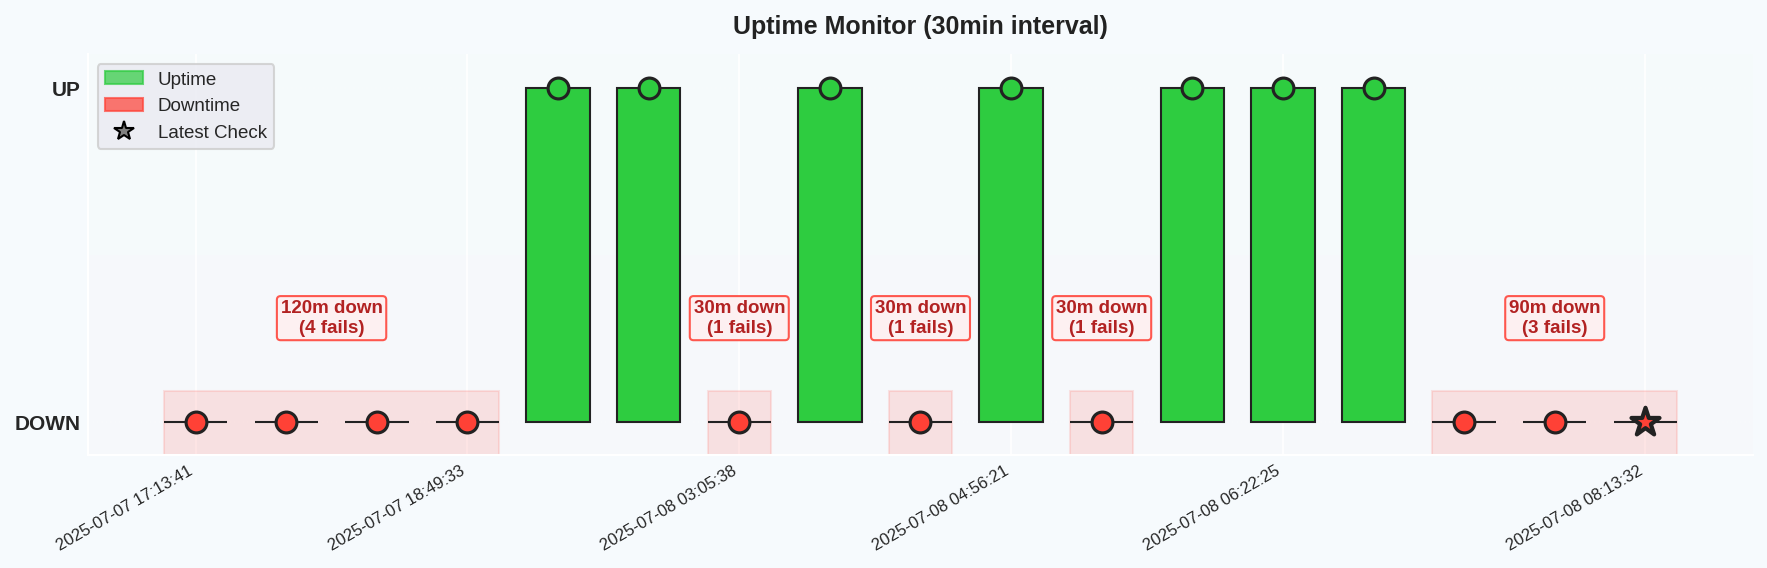 Uptime Monitor (30min interval)
UP
DOWN
Uptime
Downtime
Latest Check
120m down
(4 fails)
30m down
(1 fails)
30m down
(1 fails)
30m down
(1 fails)
90m down
(3 fails)
2025-07-07 17:13:41
2025-07-07 18:49:33
2025-07-08 03:05:38
2025-07-08 04:56:21
2025-07-08 06:22:25
2025-07-08 08:13:32